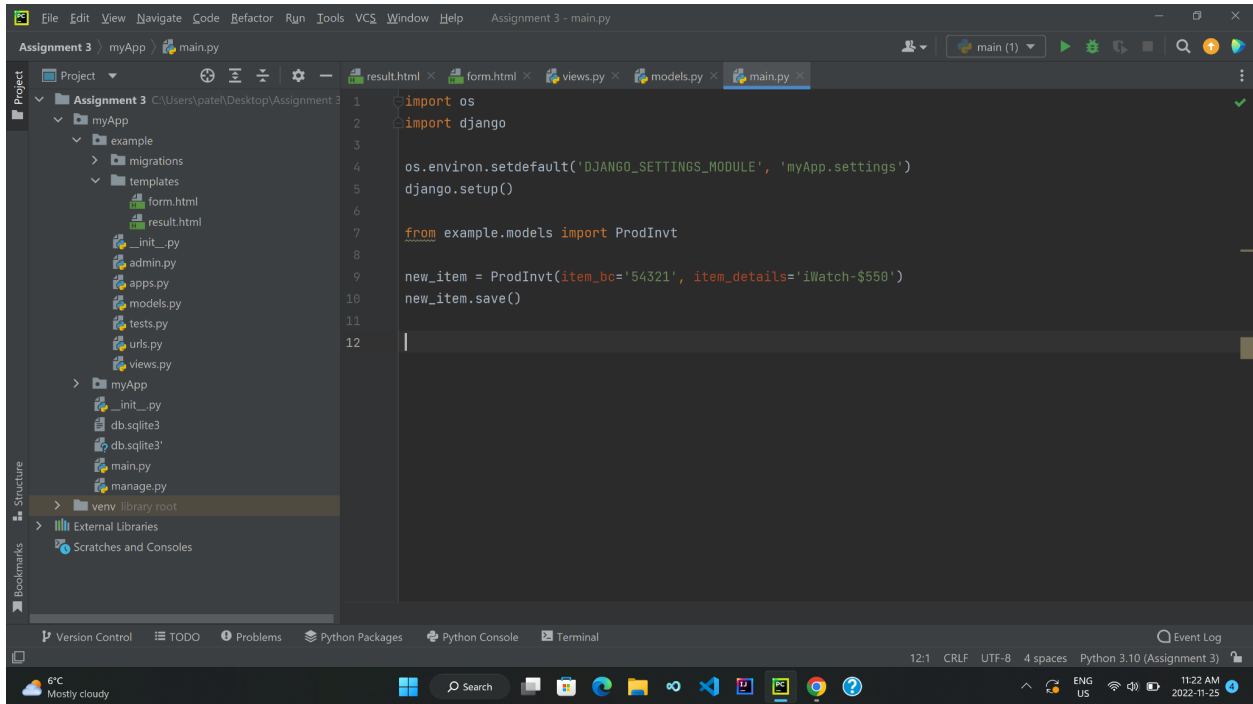 File Edit View Navigate Code Refactor Run Tools VCS Window Help Assignment 3 - main.py
Assignment 3 〉 myApp 〉 main.py
main (1)
Project
result.html
form.html
views.py
models.py
main.py
Project
Assignment 3 C:\Users\patel\Desktop\Assignment 3
myApp
example
migrations
templates
form.html
result.html
__init__.py
admin.py
apps.py
models.py
tests.py
urls.py
views.py
myApp
__init__.py
db.sqlite3
db.sqlite3'
main.py
manage.py
venv library root
External Libraries
Scratches and Consoles
1 import os
2 import django
3
4 os.environ.setdefault('DJANGO_SETTINGS_MODULE', 'myApp.settings')
5 django.setup()
6
7 from example.models import ProdInvt
8
9 new_item = ProdInvt(item_bc='54321', item_details='iWatch-$550')
10 new_item.save()
11
12
Structure
Bookmarks
Version Control TODO Problems Python Packages Python Console Terminal Event Log
12:1 CRLF UTF-8 4 spaces Python 3.10 (Assignment 3)
6°C
Mostly cloudy
Search
ENG
US
11:22 AM
2022-11-25
4